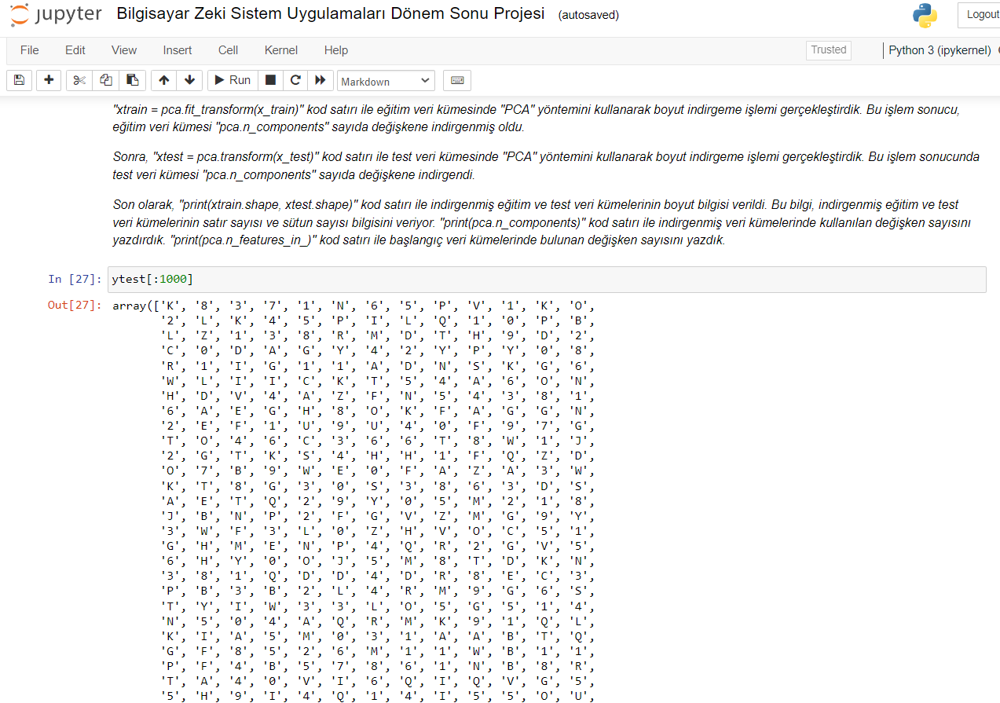 jupyter Bilgisayar Zeki Sistem Uygulamaları Dönem Sonu Projesi (autosaved) Logout
File Edit View Insert Cell Kernel Help Trusted Python 3 (ipykernel)
Run Markdown
"xtrain = pca.fit_transform(x_train)" kod satırı ile eğitim veri kümesinde "PCA" yöntemini kullanarak boyut indirgeme işlemi gerçekleştirdik. Bu işlem sonucu,
eğitim veri kümesi "pca.n_components" sayıda değişkene indirgenmiş oldu.
Sonra, "xtest = pca.transform(x_test)" kod satırı ile test veri kümesinde "PCA" yöntemini kullanarak boyut indirgeme işlemi gerçekleştirdik. Bu işlem sonucunda
test veri kümesi "pca.n_components" sayıda değişkene indirgendi.
Son olarak, "print(xtrain.shape, xtest.shape)" kod satırı ile indirgenmiş eğitim ve test veri kümelerinin boyut bilgisi verildi. Bu bilgi, indirgenmiş eğitim ve test
veri kümelerinin satır sayısı ve sütun sayısı bilgisini veriyor. "print(pca.n_components)" kod satırı ile indirgenmiş veri kümelerinde kullanılan değişken sayısını
yazdırdık. "print(pca.n_features_in_)" kod satırı ile başlangıç veri kümelerinde bulunan değişken sayısını yazdık.
In [27]: ytest[:1000]
Out[27]: array(['K', '8', '3', '7', '1', 'N', '6', '5', 'P', 'V', '1', 'K', 'O',
'2', 'L', 'K', '4', '5', 'P', 'I', 'L', 'Q', '1', '0', 'P', 'B',
'L', 'Z', '1', '3', '8', 'R', 'M', 'D', 'T', 'H', '9', 'D', '2',
'C', '0', 'D', 'A', 'G', 'Y', '4', '2', 'Y', 'P', 'Y', '0', '8',
'R', '1', 'I', 'G', '1', '1', 'A', 'D', 'N', 'S', 'K', 'G', '6',
'W', 'L', 'I', 'I', 'C', 'K', 'T', '5', '4', 'A', '6', 'O', 'N',
'H', 'D', 'V', '4', 'A', 'Z', 'F', 'N', '5', '4', '3', '8', '1',
'6', 'A', 'E', 'G', 'H', '8', 'O', 'K', 'F', 'A', 'G', 'G', 'N',
'2', 'E', 'F', '1', 'U', '9', 'U', '4', '0', 'F', '9', '7', 'G',
'T', 'O', '4', '6', 'C', '3', '6', '6', 'T', '8', 'W', '1', 'J',
'2', 'G', 'T', 'K', 'S', '4', 'H', 'H', '1', 'F', 'Q', 'Z', 'D',
'O', '7', 'B', '9', 'W', 'E', '0', 'F', 'A', 'Z', 'A', '3', 'W',
'K', 'T', '8', 'G', '3', '0', 'S', '3', '8', '6', '3', 'D', 'S',
'A', 'E', 'T', 'Q', '2', '9', 'Y', '0', '5', 'M', '2', '1', '8',
'J', 'B', 'N', 'P', '2', 'F', 'G', 'V', 'Z', 'M', 'G', '9', 'Y',
'3', 'W', 'F', '3', 'L', '0', 'Z', 'H', 'V', 'O', 'C', '5', '1',
'G', 'H', 'M', 'E', 'N', 'P', '4', 'Q', 'R', '2', 'G', 'V', '5',
'6', 'H', 'Y', '0', 'O', 'J', '5', 'M', '8', 'T', 'D', 'K', 'N',
'3', '8', '1', 'Q', 'D', 'D', '4', 'D', 'R', '8', 'E', 'C', '3',
'P', 'B', '3', 'B', '2', 'L', '4', 'R', 'M', '9', 'G', '6', 'S',
'T', 'Y', 'I', 'W', '3', '3', 'L', 'O', '5', 'G', '5', '1', '4',
'N', '5', '0', '4', 'A', 'Q', 'R', 'M', 'K', '9', '1', 'Q', 'L',
'K', 'I', 'A', '5', 'M', '0', '3', '1', 'A', 'A', 'B', 'T', 'Q',
'G', 'F', '8', '5', '2', '6', 'M', '1', '1', 'W', 'B', '1', '1',
'P', 'F', '4', 'B', '5', '7', '8', '6', '1', 'N', 'B', '8', 'R',
'T', 'A', '4', '0', 'V', 'I', '6', 'Q', 'I', 'Q', 'V', 'G', '5',
'5', 'H', '9', 'I', '4', 'Q', '1', '4', 'I', '5', '5', 'O', 'U',